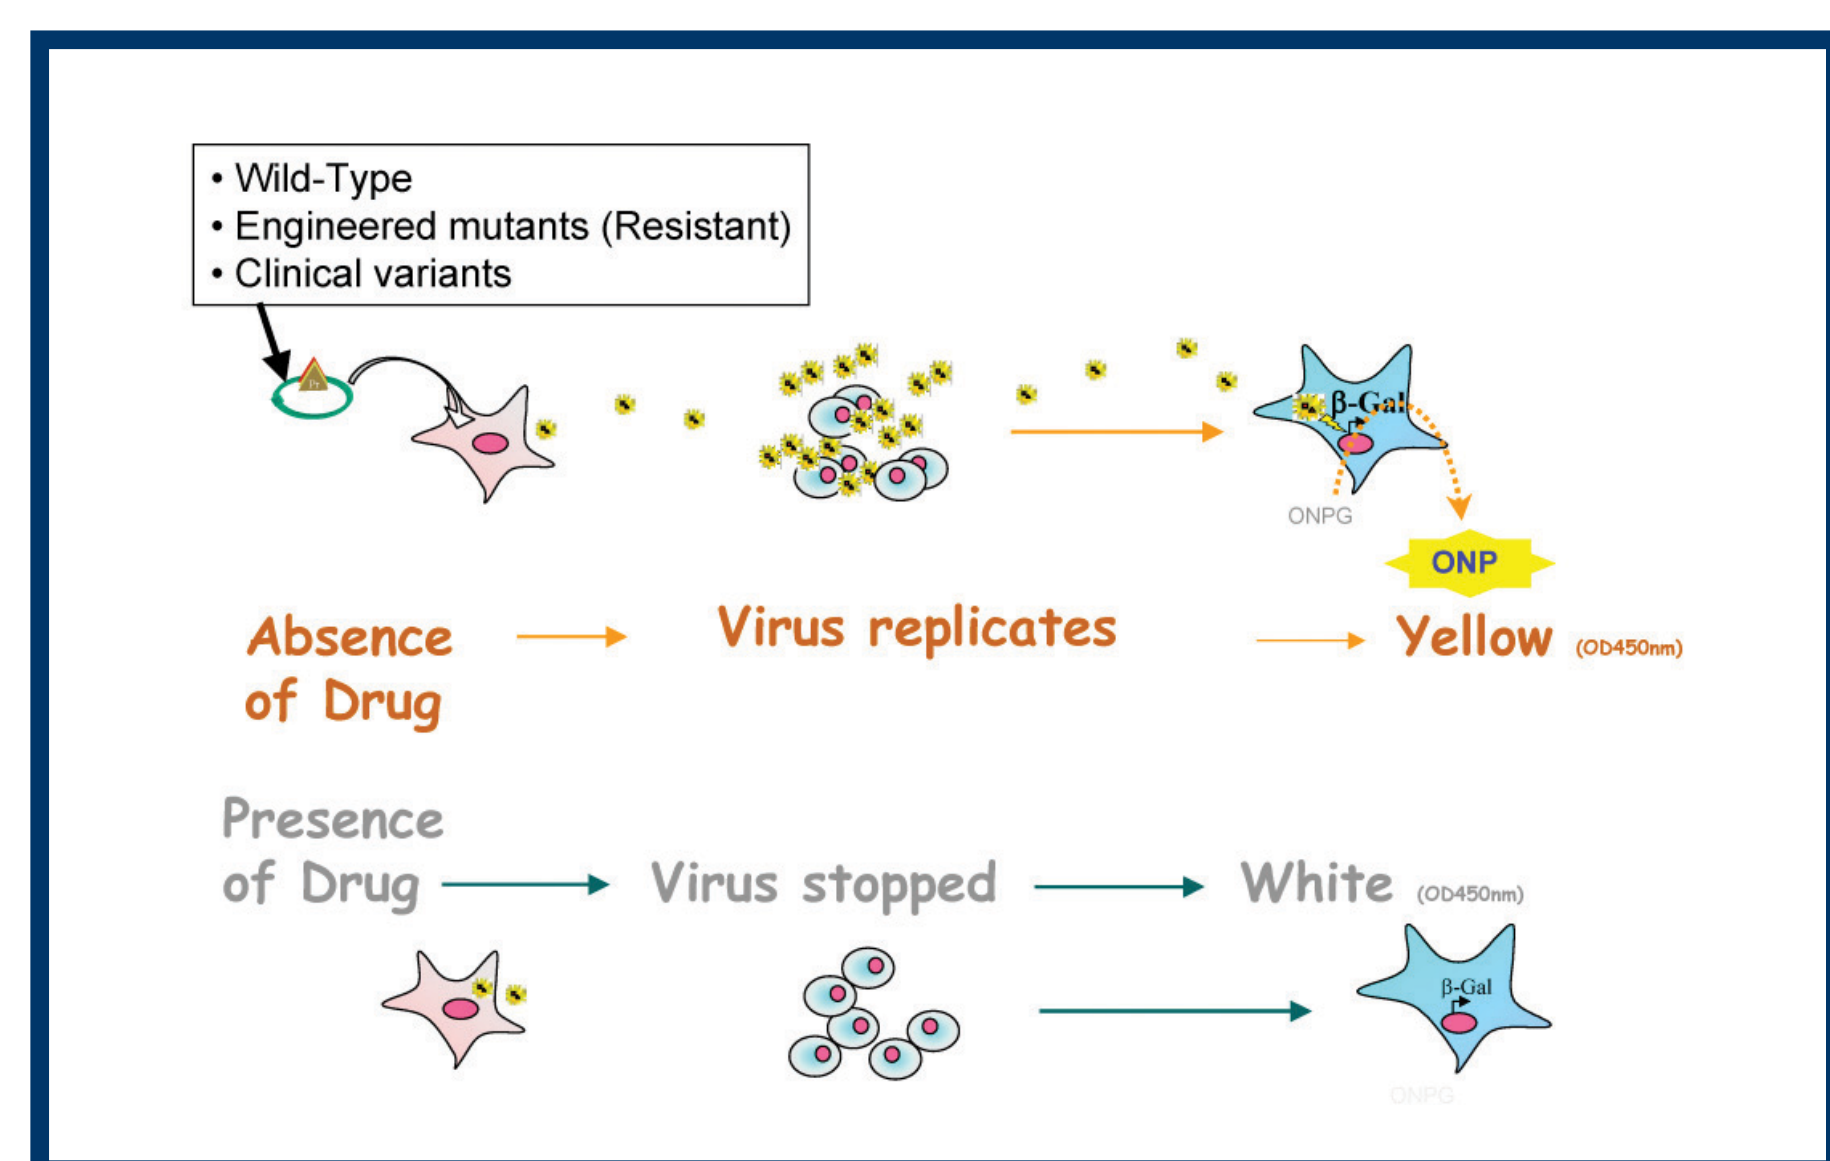 • Wild-Type
• Engineered mutants (Resistant)
• Clinical variants
Pr
β-Gal
ONPG
ONP
Absence
of Drug
Virus replicates
Yellow (OD450nm)
Presence
of Drug
Virus stopped
White (OD450nm)
β-Gal
ONPG